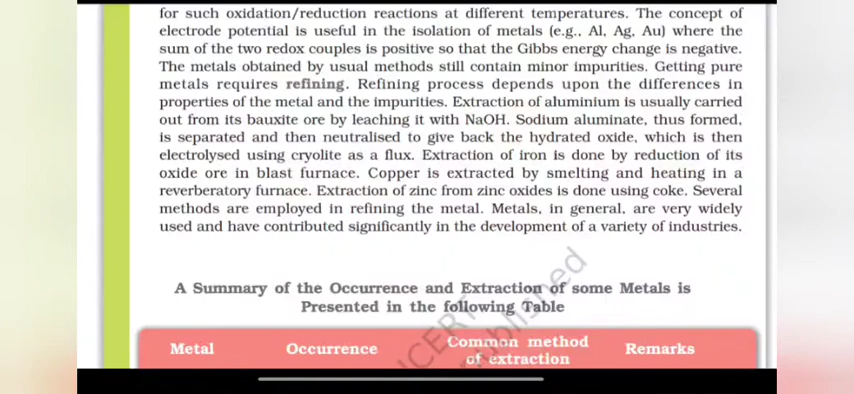 for such oxidation/reduction reactions at different temperatures. The concept of
electrode potential is useful in the isolation of metals (e.g., Al, Ag, Au) where the
sum of the two redox couples is positive so that the Gibbs energy change is negative.
The metals obtained by usual methods still contain minor impurities. Getting pure
metals requires refining. Refining process depends upon the differences in
properties of the metal and the impurities. Extraction of aluminium is usually carried
out from its bauxite ore by leaching it with NaOH. Sodium aluminate, thus formed,
is separated and then neutralised to give back the hydrated oxide, which is then
electrolysed using cryolite as a flux. Extraction of iron is done by reduction of its
oxide ore in blast furnace. Copper is extracted by smelting and heating in a
reverberatory furnace. Extraction of zinc from zinc oxides is done using coke. Several
methods are employed in refining the metal. Metals, in general, are very widely
used and have contributed significantly in the development of a variety of industries.
A Summary of the Occurrence and Extraction of some Metals is
Presented in the following Table
Metal Occurrence Common method of extraction Remarks
NCERT
published